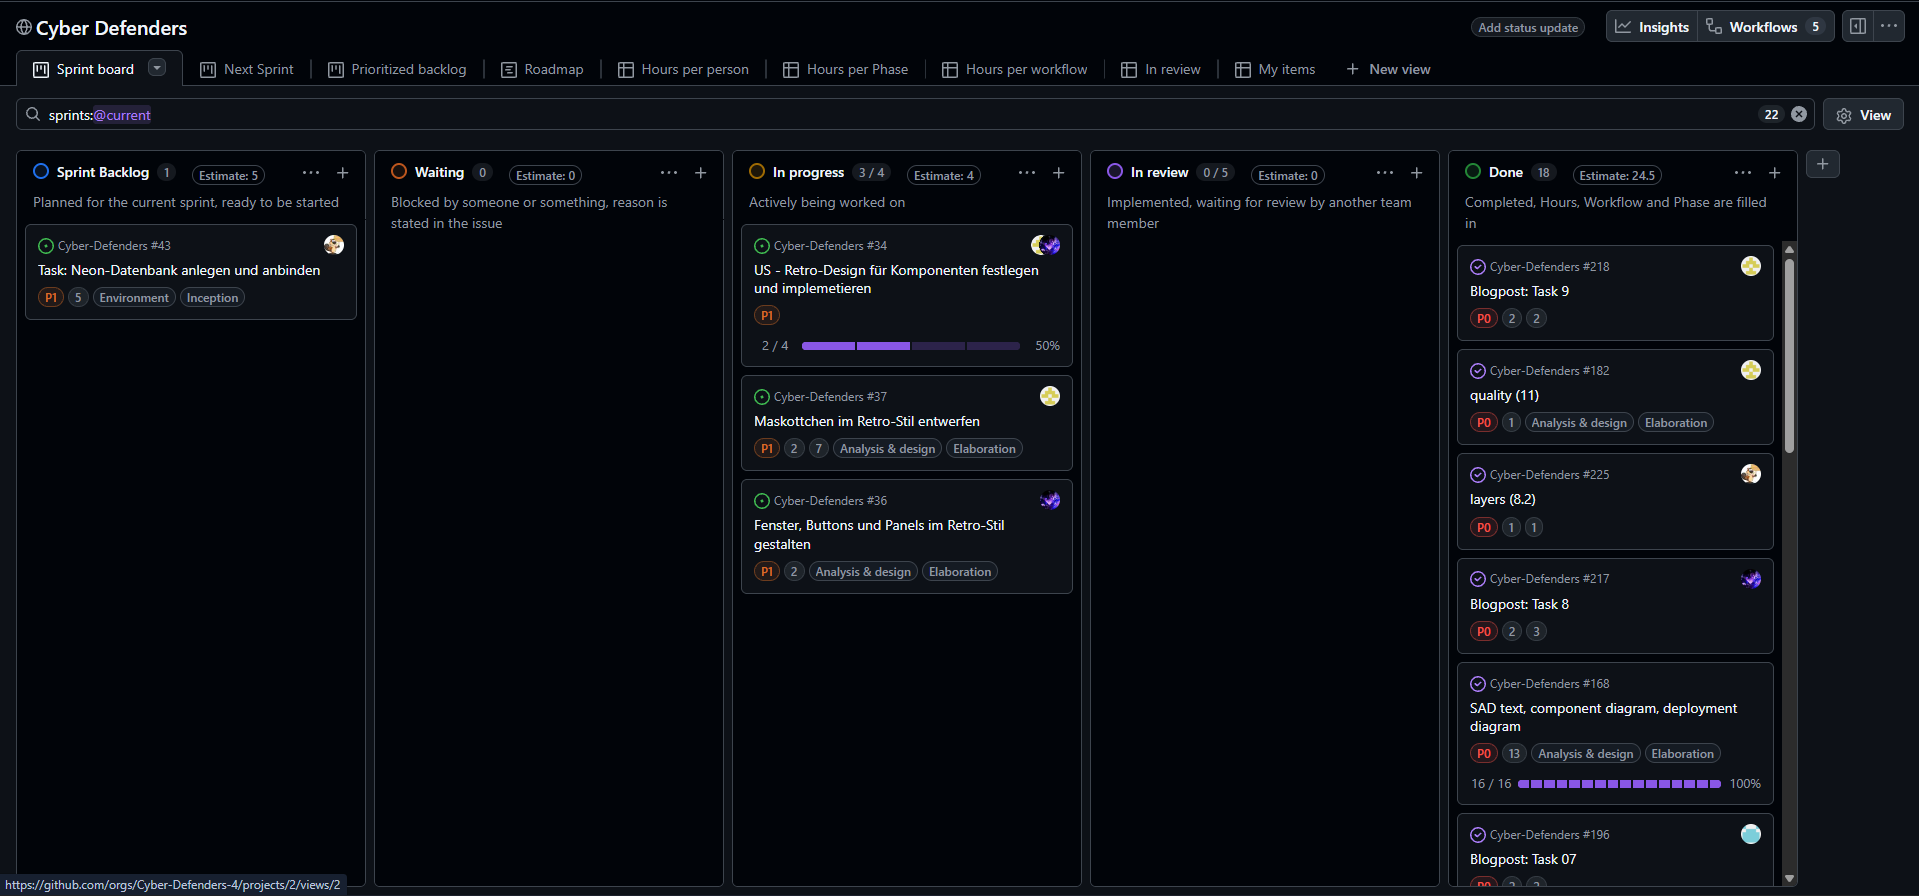 Cyber Defenders
Add status update
Insights
Workflows 5
Sprint board
Next Sprint
Prioritized backlog
Roadmap
Hours per person
Hours per Phase
Hours per workflow
In review
My items
New view
sprints:@current
22
View
Sprint Backlog 1 Estimate: 5
Planned for the current sprint, ready to be started
Cyber-Defenders #43
Task: Neon-Datenbank anlegen und anbinden
P1 5 Environment Inception
Waiting 0 Estimate: 0
Blocked by someone or something, reason is
stated in the issue
In progress 3 / 4 Estimate: 4
Actively being worked on
Cyber-Defenders #34
US - Retro-Design für Komponenten festlegen
und implemetieren
P1
2 / 4 50%
Cyber-Defenders #37
Maskottchen im Retro-Stil entwerfen
P1 2 7 Analysis & design Elaboration
Cyber-Defenders #36
Fenster, Buttons und Panels im Retro-Stil
gestalten
P1 2 Analysis & design Elaboration
In review 0 / 5 Estimate: 0
Implemented, waiting for review by another team
member
Done 18 Estimate: 24.5
Completed, Hours, Workflow and Phase are filled
in
Cyber-Defenders #218
Blogpost: Task 9
P0 2 2
Cyber-Defenders #182
quality (11)
P0 1 Analysis & design Elaboration
Cyber-Defenders #225
layers (8.2)
P0 1 1
Cyber-Defenders #217
Blogpost: Task 8
P0 2 3
Cyber-Defenders #168
SAD text, component diagram, deployment
diagram
P0 13 Analysis & design Elaboration
16 / 16 100%
Cyber-Defenders #196
Blogpost: Task 07
P0
https://github.com/orgs/Cyber-Defenders-4/projects/2/views/2